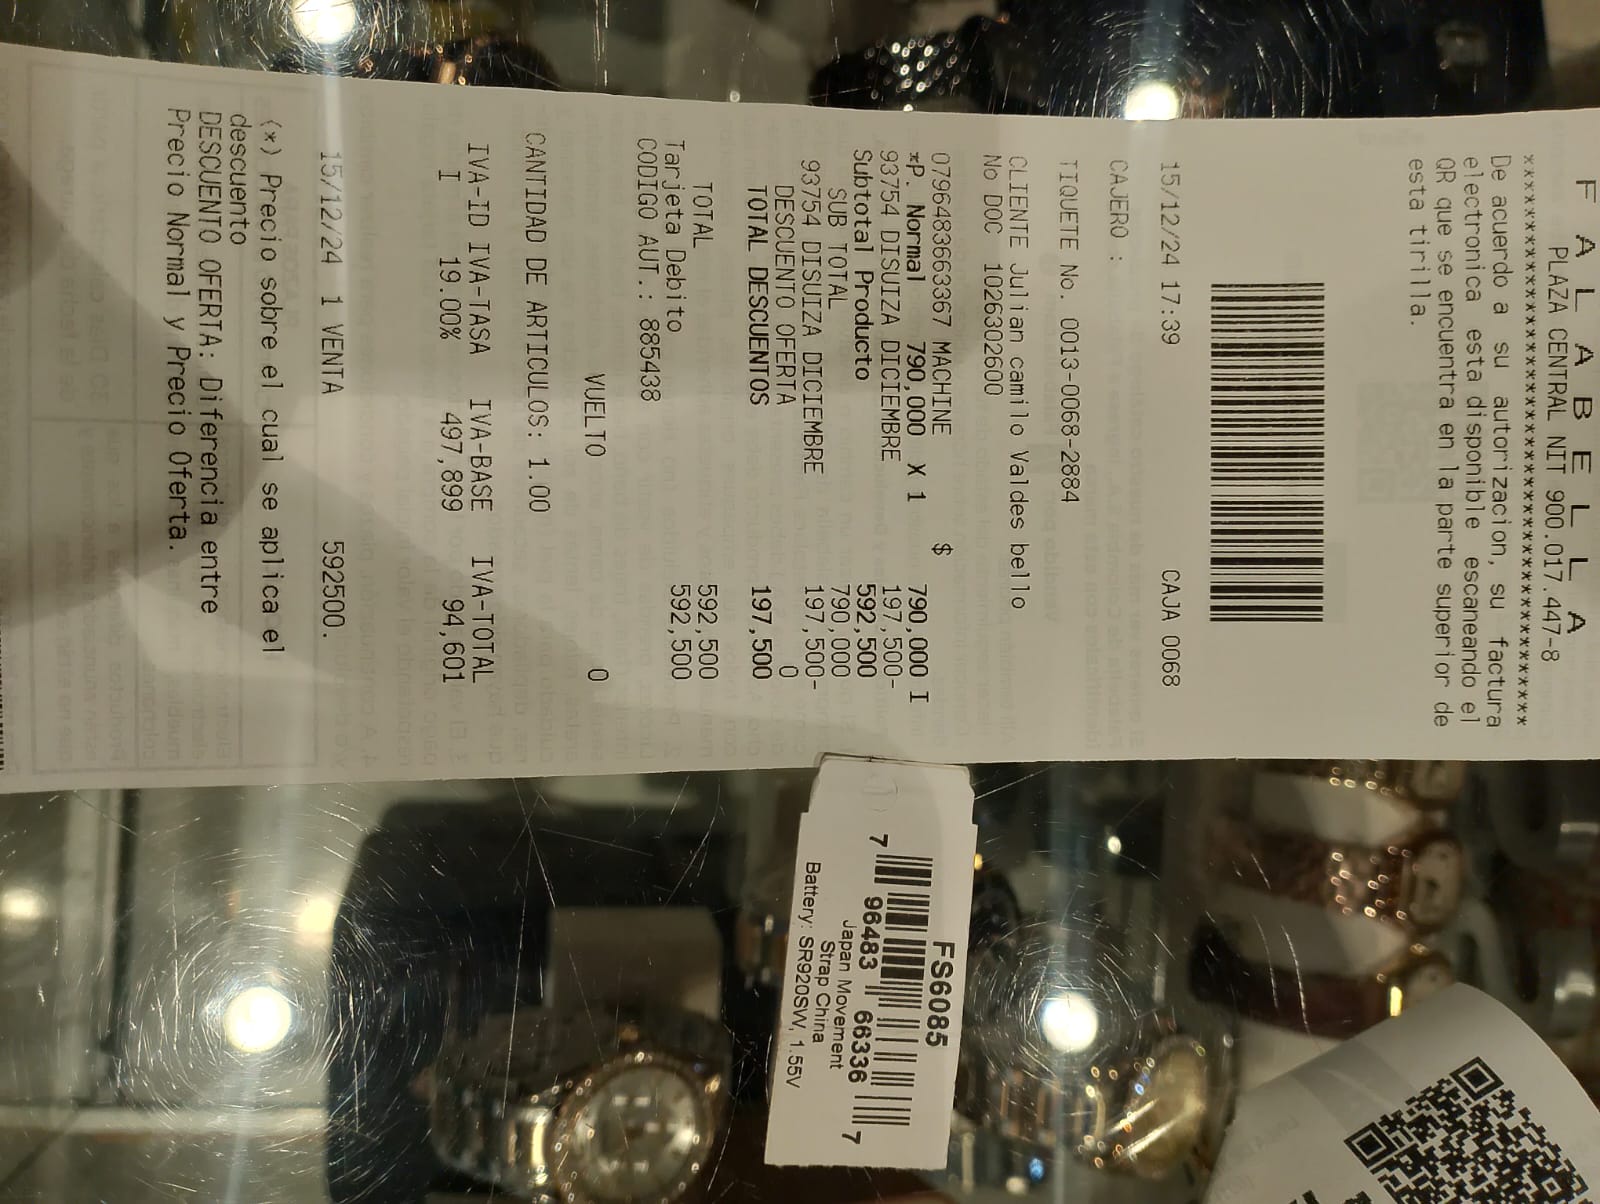 F A L A B E L L A
PLAZA CENTRAL NIT 900.017.447-8
****************************************
De acuerdo a su autorizacion, su factura
electronica esta disponible escaneando el
QR que se encuentra en la parte superior de
esta tirilla.
15/12/24 17:39 CAJA 0068
CAJERO :
TIQUETE No. 0013-0068-2884
CLIENTE Julian camilo Valdes bello
No DOC 1026302600
0796483663367 MACHINE $ 790,000 I
*P. Normal 790,000 X 1
93754 DISUIZA DICIEMBRE 197,500-
Subtotal Producto 592,500
SUB TOTAL 790,000
93754 DISUIZA DICIEMBRE 197,500-
DESCUENTO OFERTA 0
TOTAL DESCUENTOS 197,500
TOTAL 592,500
Tarjeta Debito 592,500
CODIGO AUT.: 885438
VUELTO 0
CANTIDAD DE ARTICULOS: 1.00
IVA-ID IVA-TASA IVA-BASE IVA-TOTAL
I 19.00% 497,899 94,601
15/12/24 1 VENTA 592500.
(*) Precio sobre el cual se aplica el
descuento
DESCUENTO OFERTA: Diferencia entre
Precio Normal y Precio Oferta.
FS6085
7 96483 66336 7
Japan Movement
Strap China
Battery: SR920SW, 1.55V